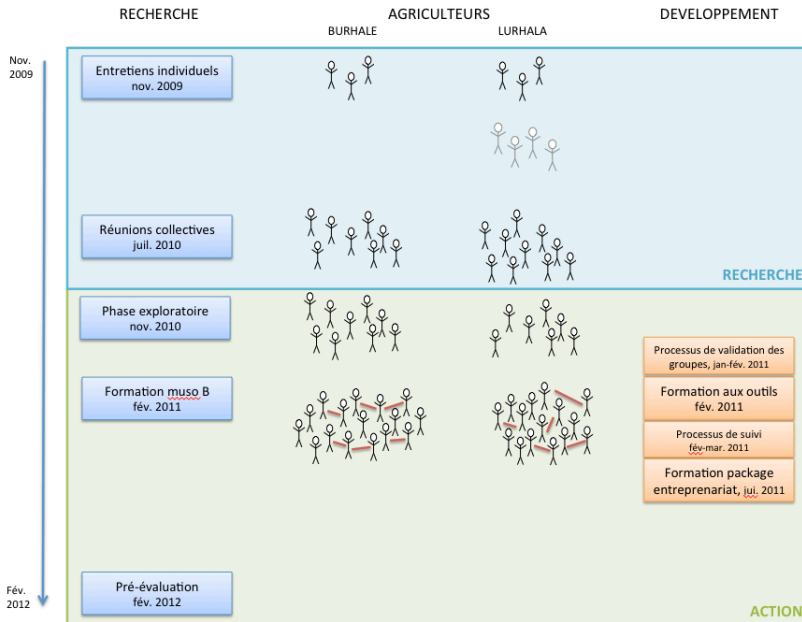 RECHERCHE
AGRICULTEURS
DEVELOPPEMENT
BURHALE
LURHALA
Nov.
2009
Entretiens individuels
nov. 2009
Réunions collectives
juil. 2010
RECHERCHE
Phase exploratoire
nov. 2010
Processus de validation des
groupes, jan-fév. 2011
Formation muso B
fév. 2011
Formation aux outils
fév. 2011
Processus de suivi
fév-mar. 2011
Formation package
entreprenariat, jui. 2011
Pré-évaluation
fév. 2012
Fév.
2012
ACTION